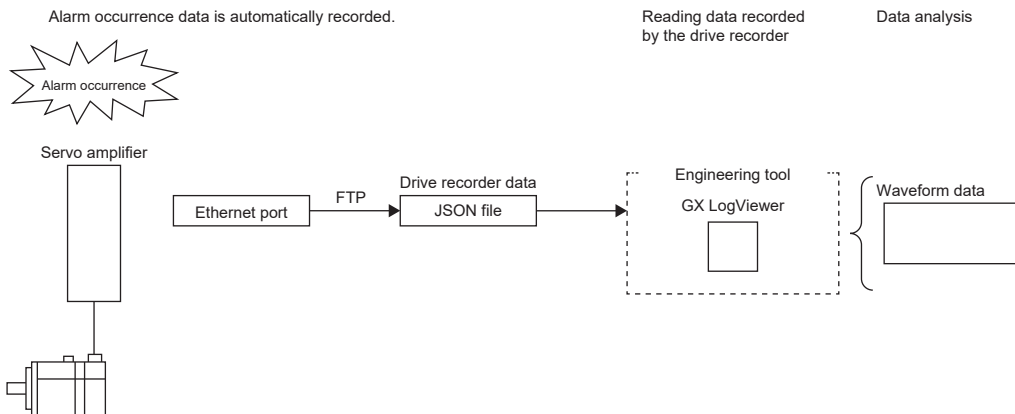 Alarm occurrence data is automatically recorded.
Reading data recorded
by the drive recorder
Data analysis
Alarm occurrence
Servo amplifier
Ethernet port
FTP
Drive recorder data
JSON file
Engineering tool
GX LogViewer
Waveform data